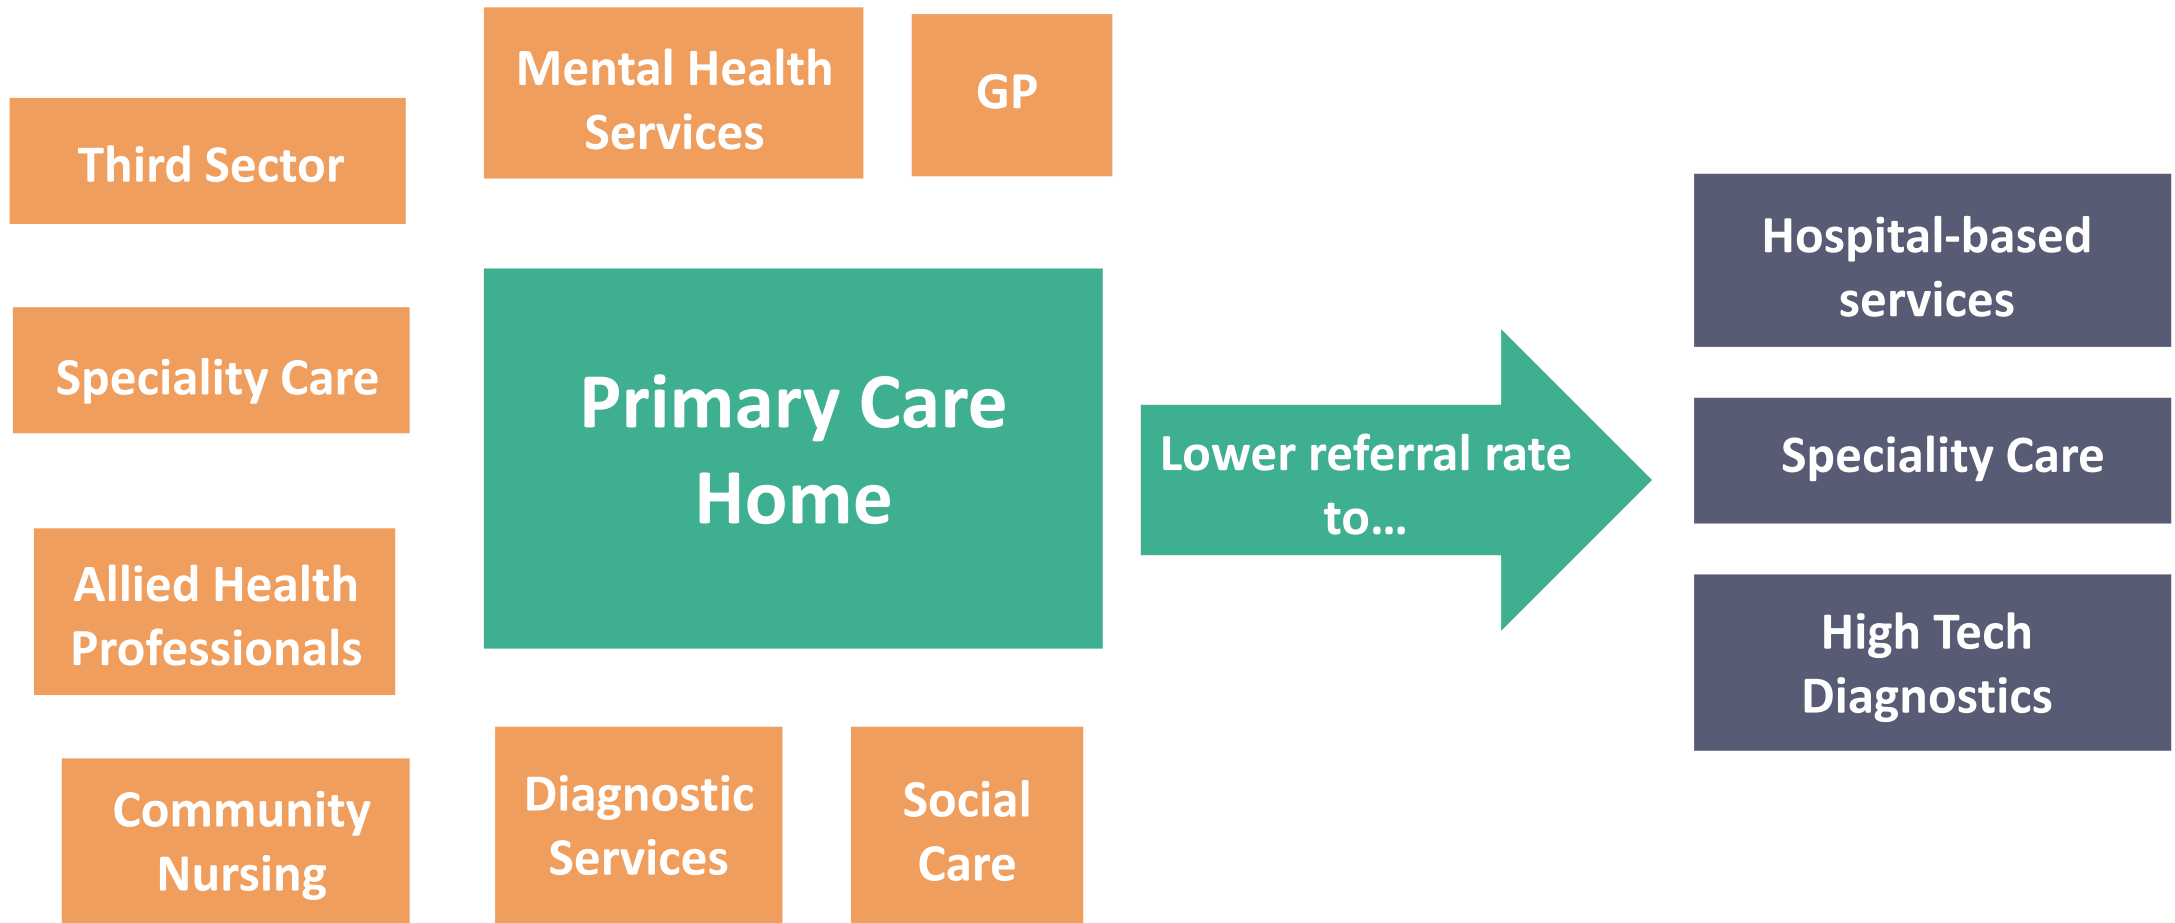 Mental Health
Services
GP
Third Sector
Speciality Care
Allied Health
Professionals
Community
Nursing
Primary Care
Home
Diagnostic
Services
Social
Care
Lower referral rate
to…
Hospital-based
services
Speciality Care
High Tech
Diagnostics